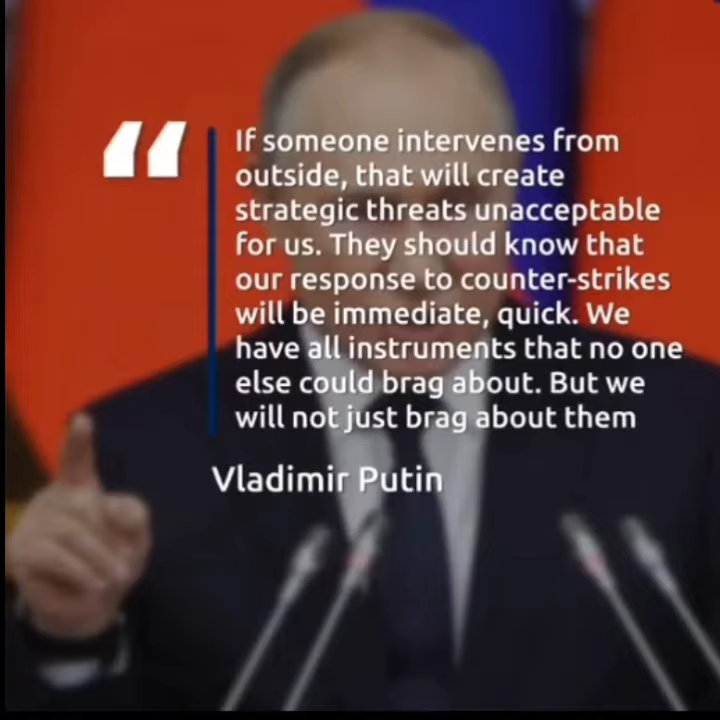 “
If someone intervenes from
outside, that will create
strategic threats unacceptable
for us. They should know that
our response to counter-strikes
will be immediate, quick. We
have all instruments that no one
else could brag about. But we
will not just brag about them
Vladimir Putin